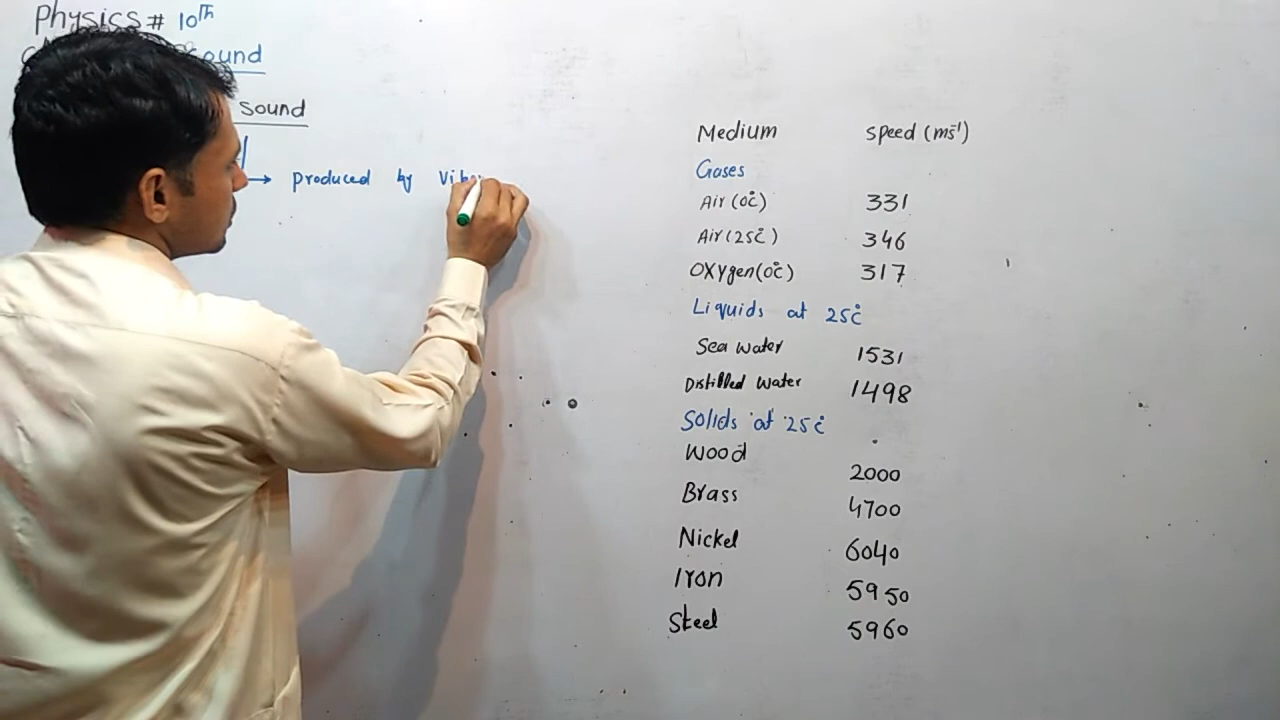 Physics # 10th
ound
Sound
→ produced by Vib
Medium Speed (ms⁻¹)
Gases
Air (0°C) 331
Air (25°C) 346
Oxygen (0°C) 317
Liquids at 25°C
Sea water 1531
Distilled water 1498
Solids at 25°C
Wood 2000
Brass 4700
Nickel 6040
Iron 5950
Steel 5960